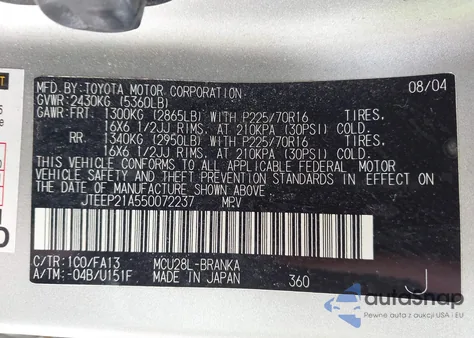 MFD.BY:TOYOTA MOTOR CORPORATION 08/04
GVWR:2430KG (5360LB)
GAWR:FRT. 1300KG (2865LB) WITH P225/70R16 TIRES,
16X6 1/2JJ RIMS, AT 210KPA (30PSI) COLD.
RR. 1340KG (2950LB) WITH P225/70R16 TIRES,
16X6 1/2JJ RIMS, AT 210KPA (30PSI) COLD.
THIS VEHICLE CONFORMS TO ALL APPLICABLE FEDERAL MOTOR
VEHICLE SAFETY AND THEFT PREVENTION STANDARDS IN EFFECT
ON THE DATE OF MANUFACTURE SHOWN ABOVE.
JTEEP21A550072237 MPV
C/TR:1C0/FA13 MCU28L-BRANKA
A/TM:-04B/U151F MADE IN JAPAN 360 J
autosnap
Pewne auta z aukcji USA i EU